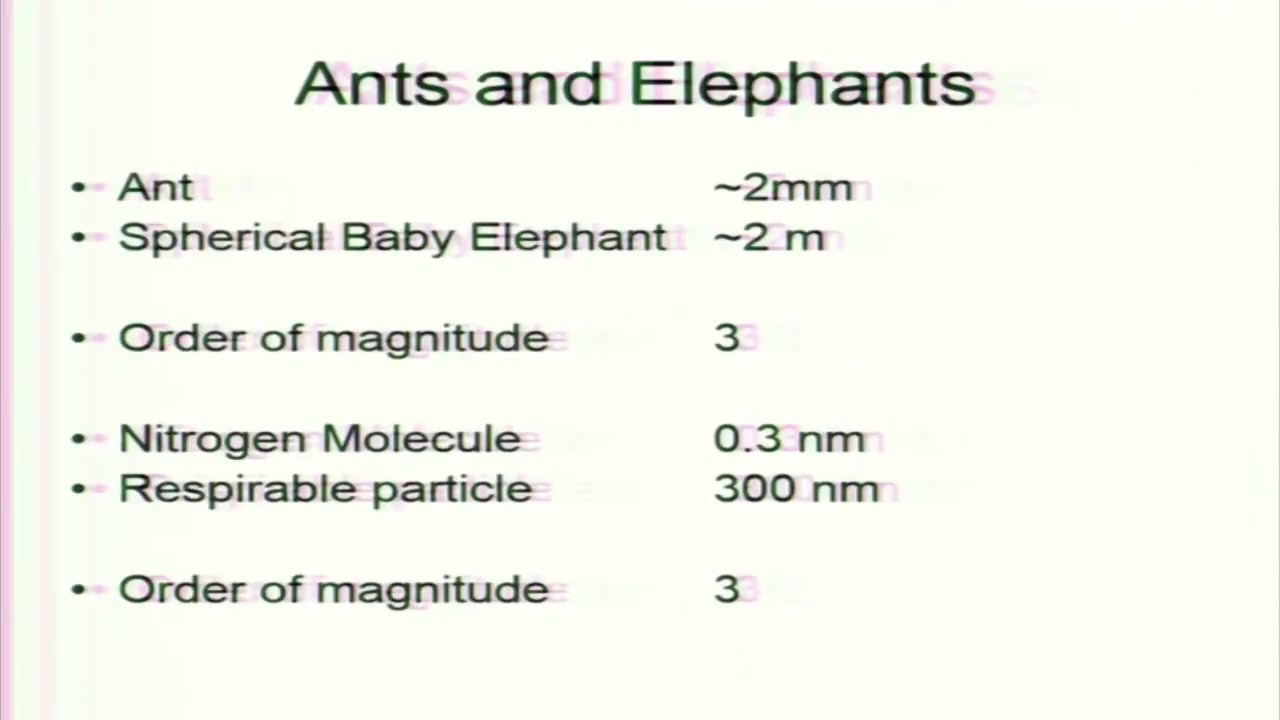 Ants and Elephants
• Ant ~2mm
• Spherical Baby Elephant ~2 m
• Order of magnitude 3
• Nitrogen Molecule 0.3 nm
• Respirable particle 300 nm
• Order of magnitude 3